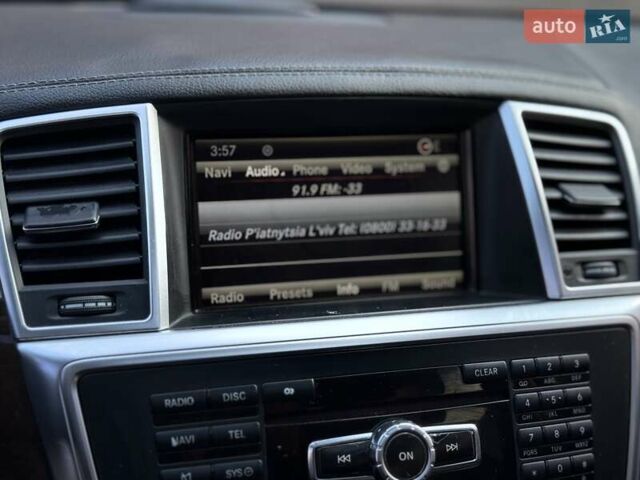 auto RIA .com
3:57
Navi Audio Phone Video System
91.9 FM: -33
Radio P'iatnytsia L'viv Tel: (0800) 33-16-33
Radio Presets Info FM Sound
CLEAR
RADIO DISC
NAVI TEL
SYS
ON
1 2 3
QD ABC DEF
4 5 6
GHI JKL MNO
7 8 9
PQRS TUV WXYZ
* 0 #